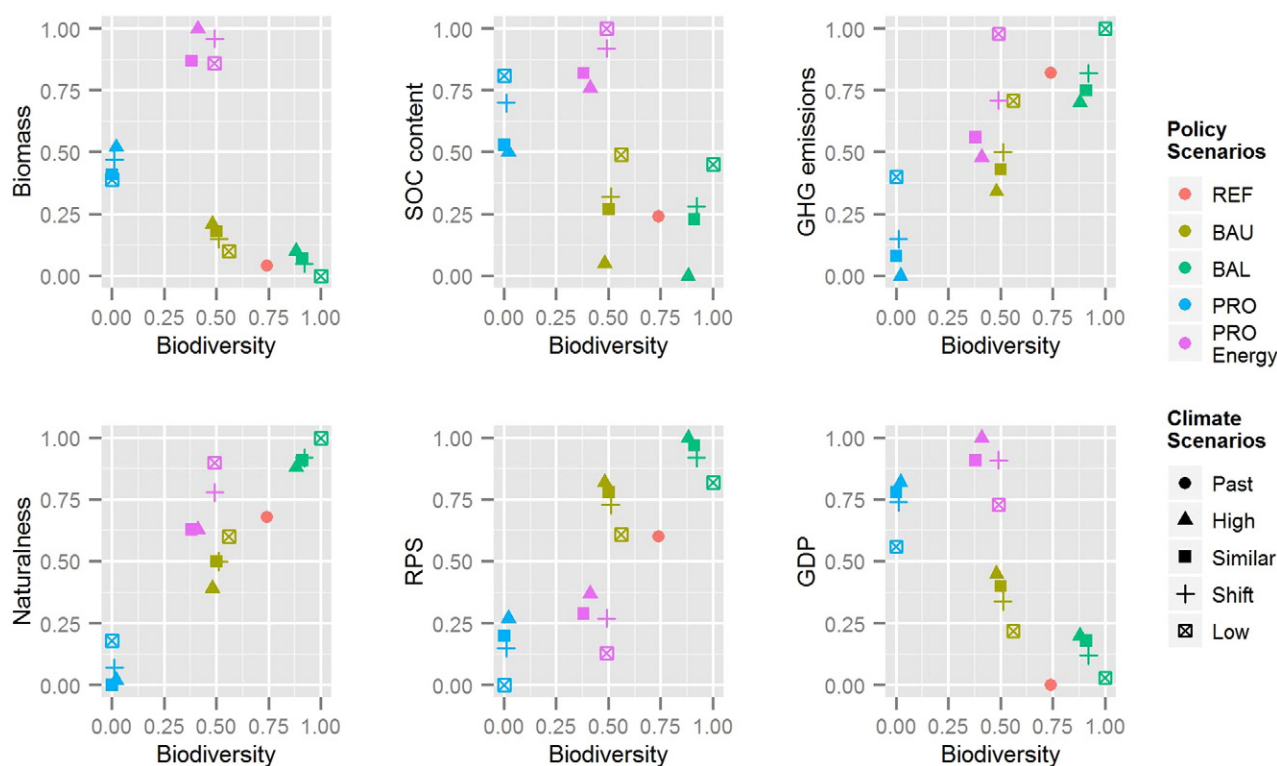 1.00
0.75
0.50
0.25
0.00
Biomass
0.00 0.25 0.50 0.75 1.00
Biodiversity
1.00
0.75
0.50
0.25
0.00
SOC content
0.00 0.25 0.50 0.75 1.00
Biodiversity
1.00
0.75
0.50
0.25
0.00
GHG emissions
0.00 0.25 0.50 0.75 1.00
Biodiversity
1.00
0.75
0.50
0.25
0.00
Naturalness
0.00 0.25 0.50 0.75 1.00
Biodiversity
1.00
0.75
0.50
0.25
0.00
RPS
0.00 0.25 0.50 0.75 1.00
Biodiversity
1.00
0.75
0.50
0.25
0.00
GDP
0.00 0.25 0.50 0.75 1.00
Biodiversity
Policy
Scenarios
REF
BAU
BAL
PRO
PRO
Energy
Climate
Scenarios
Past
High
Similar
Shift
Low